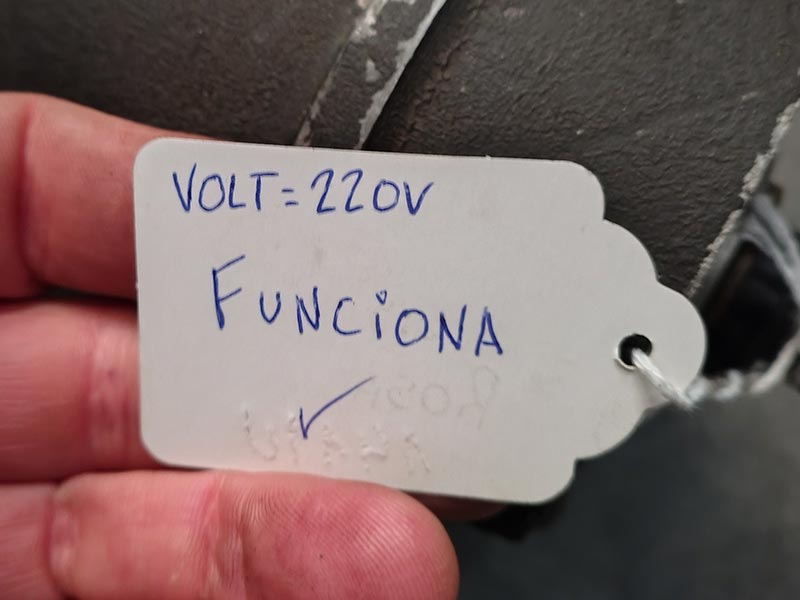 VOLT=220V
FUNCiONA
✓